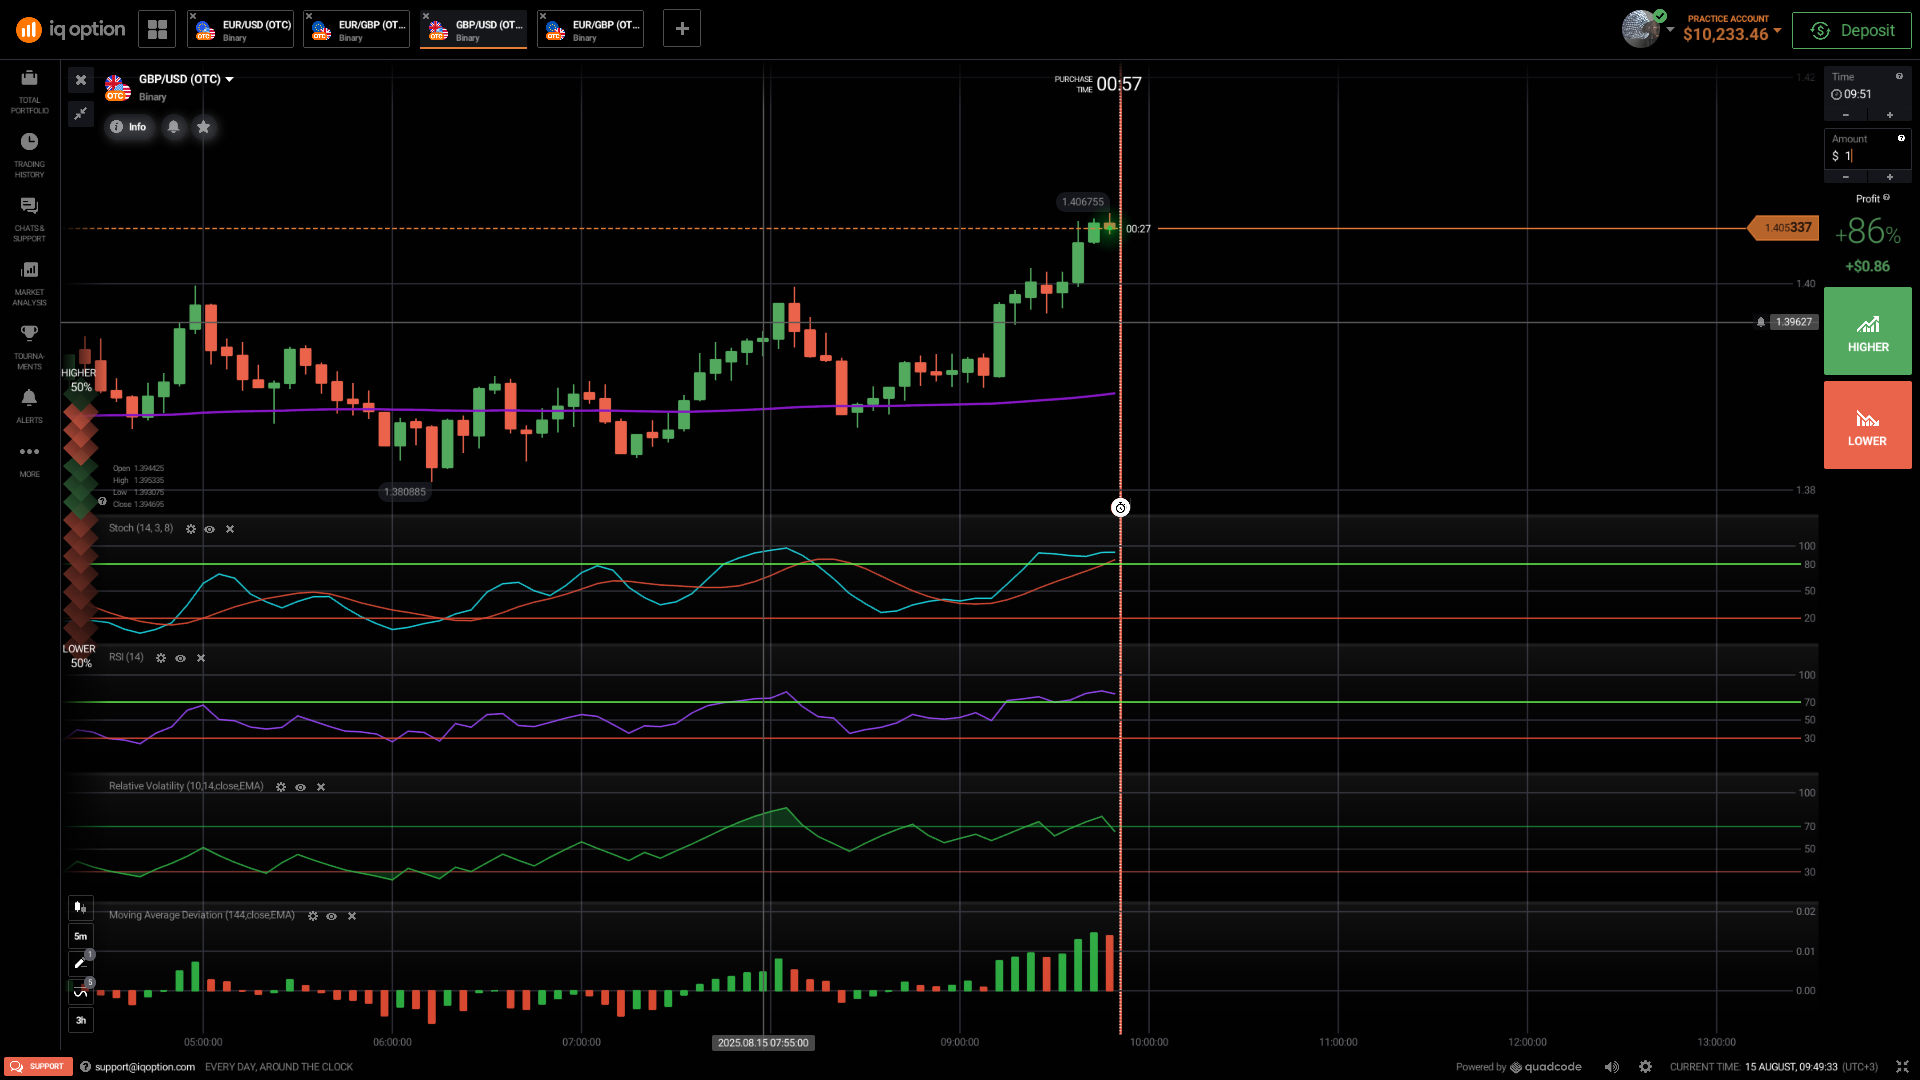 iq option
EUR/USD (OTC)
Binary
EUR/GBP (OT...
Binary
GBP/USD (OT...
Binary
EUR/GBP (OT...
Binary
PRACTICE ACCOUNT
$10,233.46
Deposit
TOTAL
PORTFOLIO
TRADING
HISTORY
CHATS &
SUPPORT
MARKET
ANALYSIS
TOURNA-
MENTS
ALERTS
MORE
GBP/USD (OTC)
Binary
Info
PURCHASE
TIME
00:57
1.42
1.406755
00:27
1.405337
1.40
1.39627
1.38
1.380885
HIGHER
50%
Open 1.394425
High 1.395335
Low 1.393075
Close 1.394695
LOWER
50%
Stoch (14, 3, 8)
100
80
50
20
RSI (14)
100
70
50
30
Relative Volatility (10,14,close,EMA)
100
70
50
30
Moving Average Deviation (144,close,EMA)
0.02
0.01
0.00
5m
1
5
3h
05:00:00
06:00:00
07:00:00
2025.08.15 07:55:00
09:00:00
10:00:00
11:00:00
12:00:00
13:00:00
Time
09:51
Amount
$ 1
Profit
+86%
+$0.86
HIGHER
LOWER
SUPPORT
support@iqoption.com
EVERY DAY, AROUND THE CLOCK
Powered by quadcode
CURRENT TIME: 15 AUGUST, 09:49:33 (UTC+3)